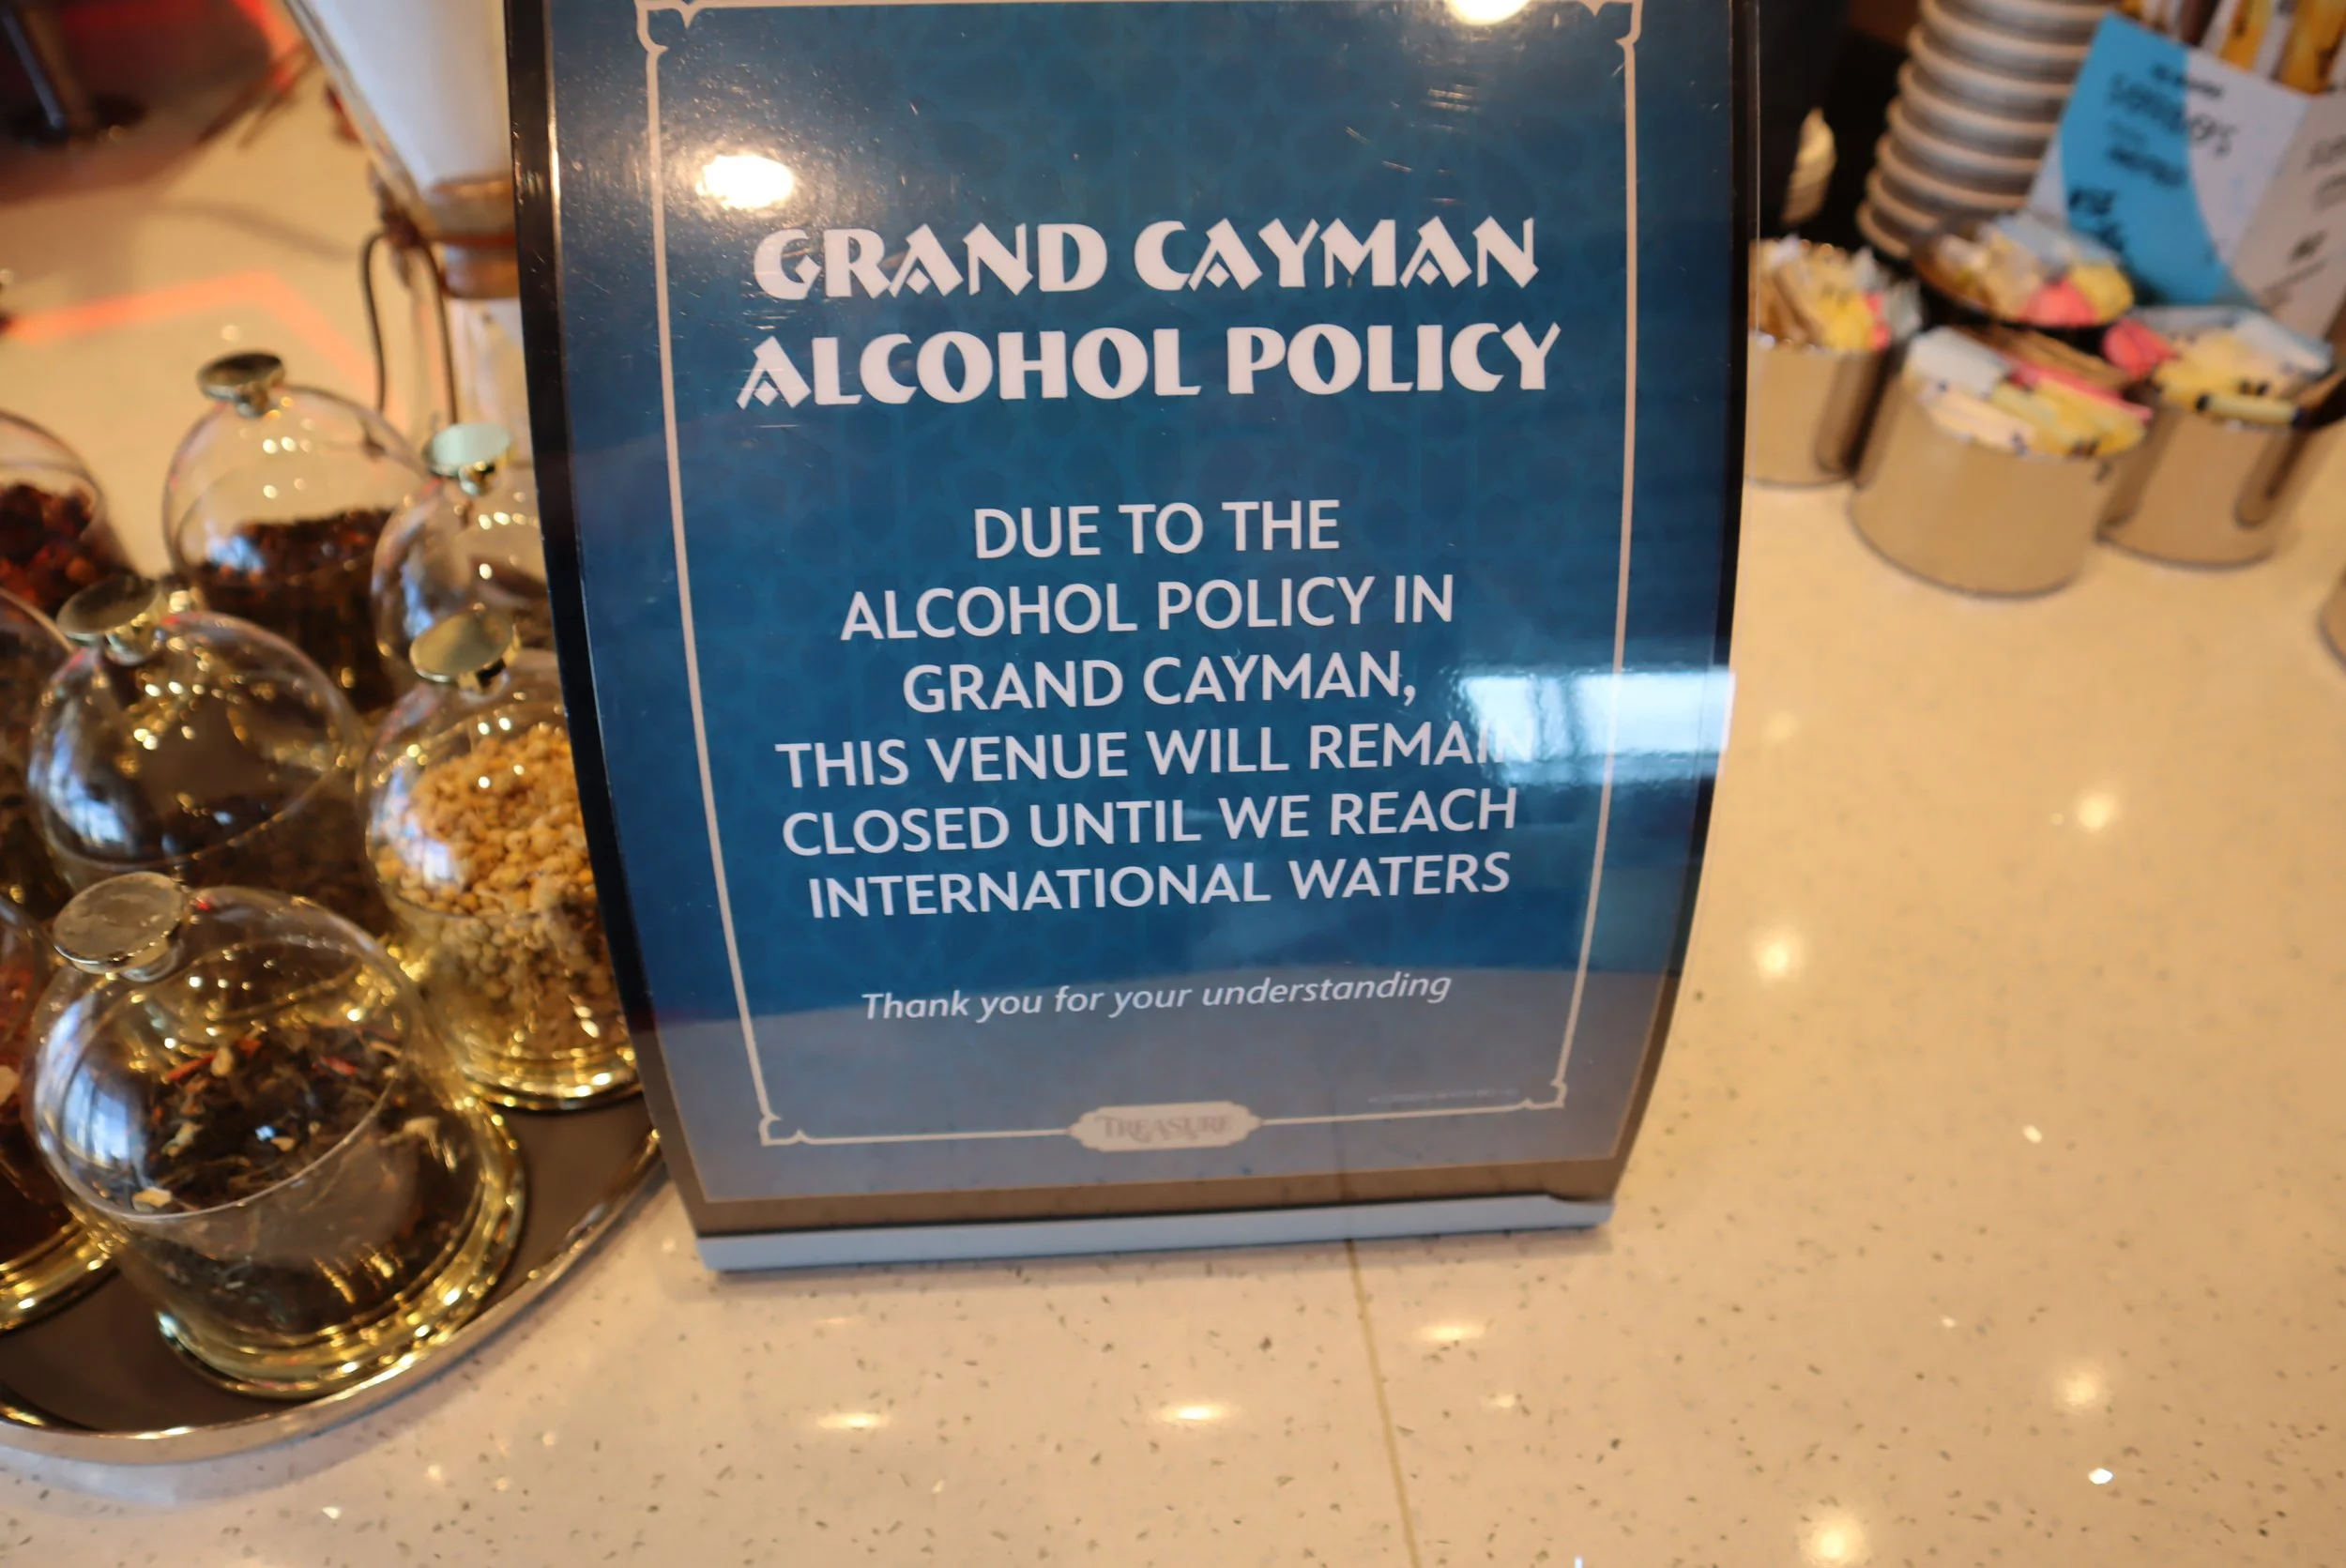 GRAND CAYMAN
ALCOHOL POLICY
DUE TO THE
ALCOHOL POLICY IN
GRAND CAYMAN,
THIS VENUE WILL REMAIN
CLOSED UNTIL WE REACH
INTERNATIONAL WATERS
Thank you for your understanding
TREASURE